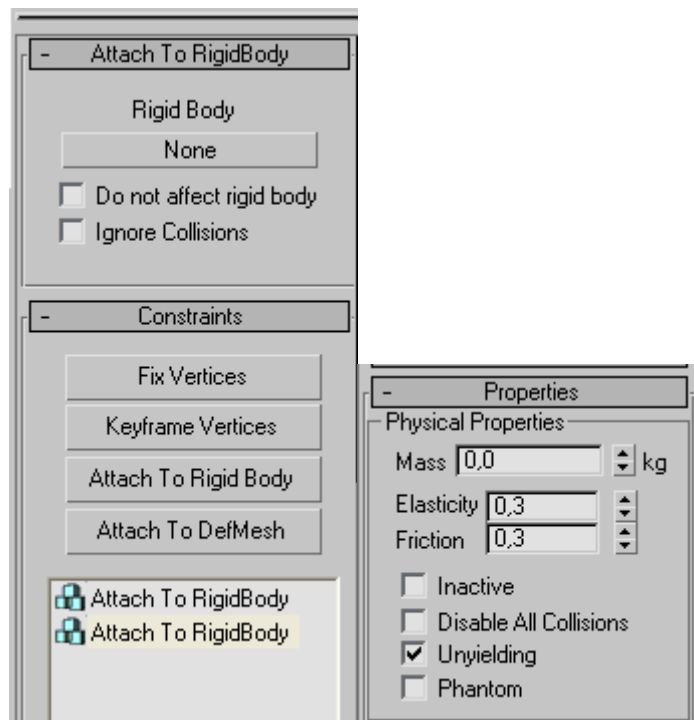 - Attach To RigidBody
Rigid Body
None
Do not affect rigid body
Ignore Collisions
- Constraints
Fix Vertices
Keyframe Vertices
Attach To Rigid Body
Attach To DefMesh
Attach To RigidBody
Attach To RigidBody
- Properties
Physical Properties
Mass 0,0 kg
Elasticity 0,3
Friction 0,3
Inactive
Disable All Collisions
Unyielding
Phantom